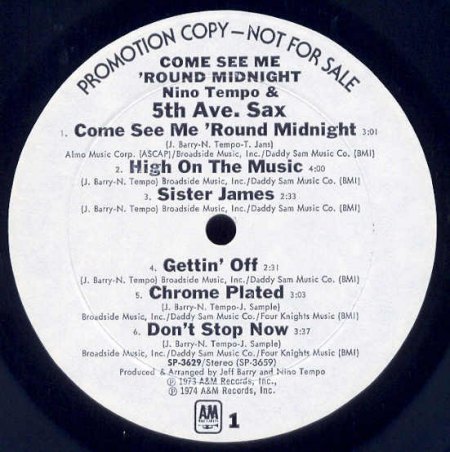 PROMOTION COPY—NOT FOR SALE
COME SEE ME
'ROUND MIDNIGHT
Nino Tempo &
5th Ave. Sax
1. Come See Me 'Round Midnight 3:01
(J. Barry-N. Tempo-T. Jans)
Almo Music Corp. (ASCAP)/Broadside Music, Inc./Daddy Sam Music Co. (BMI)
2. High On The Music 4:00
(J. Barry-N. Tempo) Broadside Music, Inc./Daddy Sam Music Co. (BMI)
3. Sister James 2:33
(J. Barry-N. Tempo) Broadside Music, Inc./Daddy Sam Music Co. (BMI)
4. Gettin' Off 2:31
(J. Barry-N. Tempo) Broadside Music, Inc./Daddy Sam Music Co. (BMI)
5. Chrome Plated 3:03
(J. Barry-N. Tempo-J. Sample)
Broadside Music, Inc./Daddy Sam Music Co./Four Knights Music (BMI)
6. Don't Stop Now 3:37
(J. Barry-N. Tempo-J. Sample)
Broadside Music, Inc./Daddy Sam Music Co./Four Knights Music (BMI)
SP-3629/Stereo (SP-3659)
Produced & Arranged by Jeff Barry and Nino Tempo
℗ 1973 A&M Records, Inc.,
℗ 1974 A&M Records, Inc.
A&M
RECORDS
1